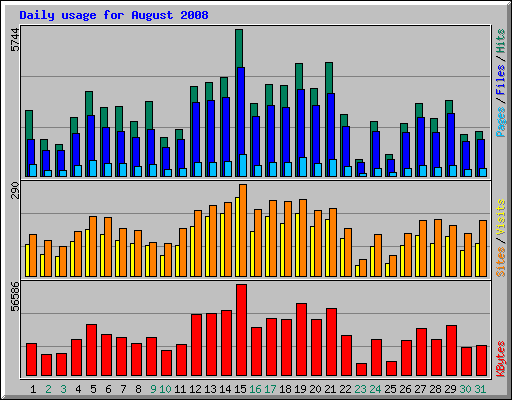 Daily usage for August 2008
5744
Pages / Files / Hits
290
Sites / Visits
56586
KBytes
1 2 3 4 5 6 7 8 9 10 11 12 13 14 15 16 17 18 19 20 21 22 23 24 25 26 27 28 29 30 31